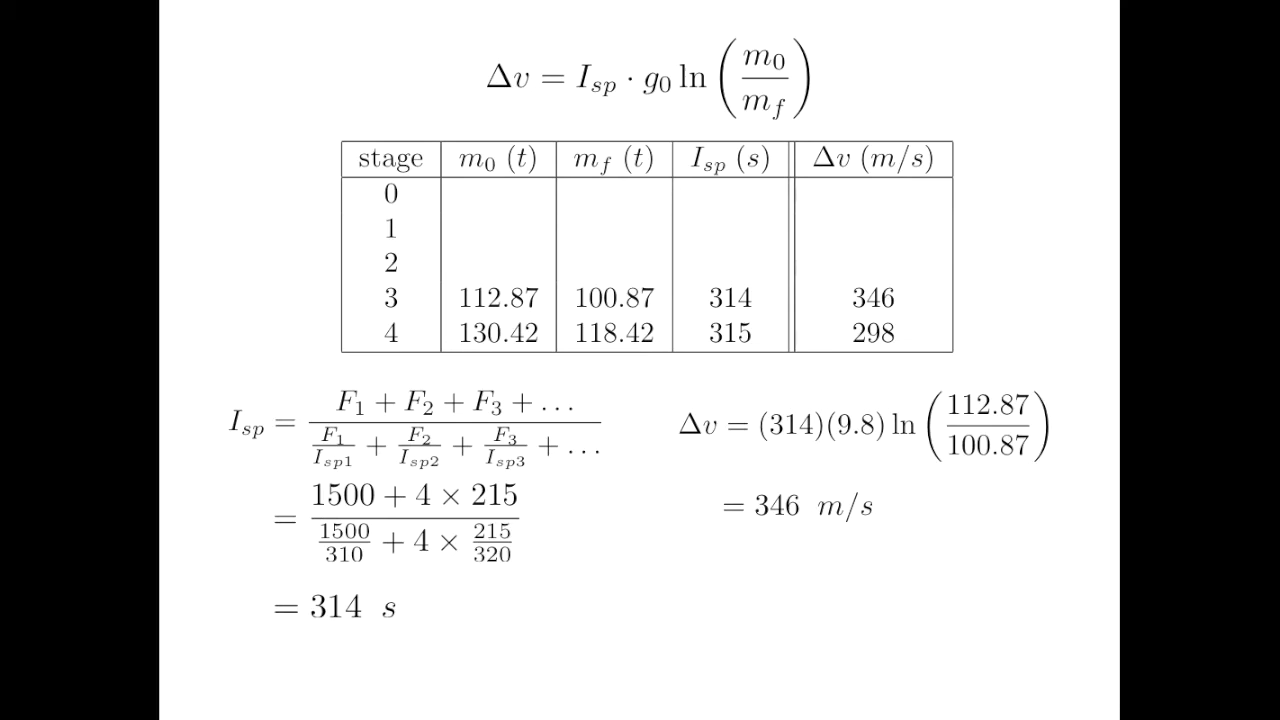 Δv = I_sp · g_0 ln(m_0/m_f)
stage m_0 (t) m_f (t) I_sp (s) Δv (m/s)
0
1
2
3 112.87 100.87 314 346
4 130.42 118.42 315 298
I_sp = (F_1 + F_2 + F_3 + ...)/(F_1/I_sp1 + F_2/I_sp2 + F_3/I_sp3 + ...)
= (1500 + 4 × 215)/(1500/310 + 4 × 215/320)
= 314 s
Δv = (314)(9.8) ln(112.87/100.87)
= 346 m/s